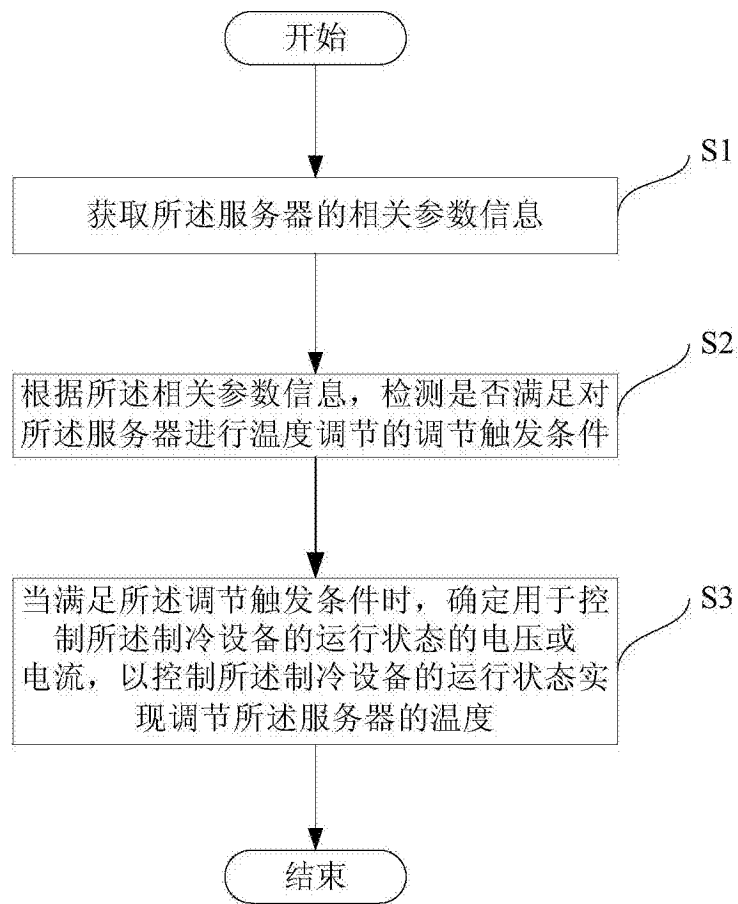 开始
S1
获取所述服务器的相关参数信息
S2
根据所述相关参数信息，检测是否满足对
所述服务器进行温度调节的调节触发条件
S3
当满足所述调节触发条件时，确定用于控
制所述制冷设备的运行状态的电压或
电流，以控制所述制冷设备的运行状态实
现调节所述服务器的温度
结束